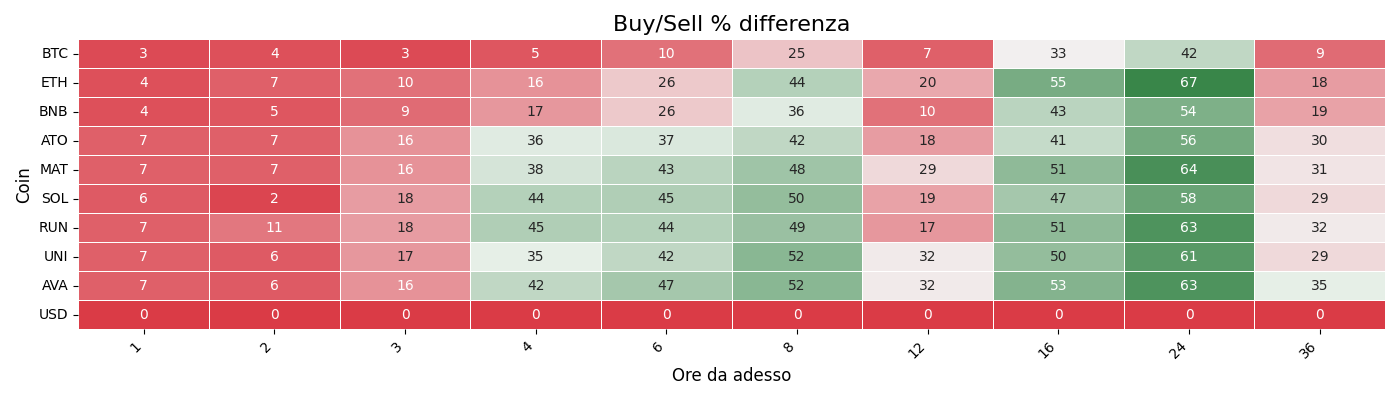 Buy/Sell % differenza
Coin
BTC 3 4 3 5 10 25 7 33 42 9
ETH 4 7 10 16 26 44 20 55 67 18
BNB 4 5 9 17 26 36 10 43 54 19
ATO 7 7 16 36 37 42 18 41 56 30
MAT 7 7 16 38 43 48 29 51 64 31
SOL 6 2 18 44 45 50 19 47 58 29
RUN 7 11 18 45 44 49 17 51 63 32
UNI 7 6 17 35 42 52 32 50 61 29
AVA 7 6 16 42 47 52 32 53 63 35
USD 0 0 0 0 0 0 0 0 0 0
1 2 3 4 6 8 12 16 24 36
Ore da adesso